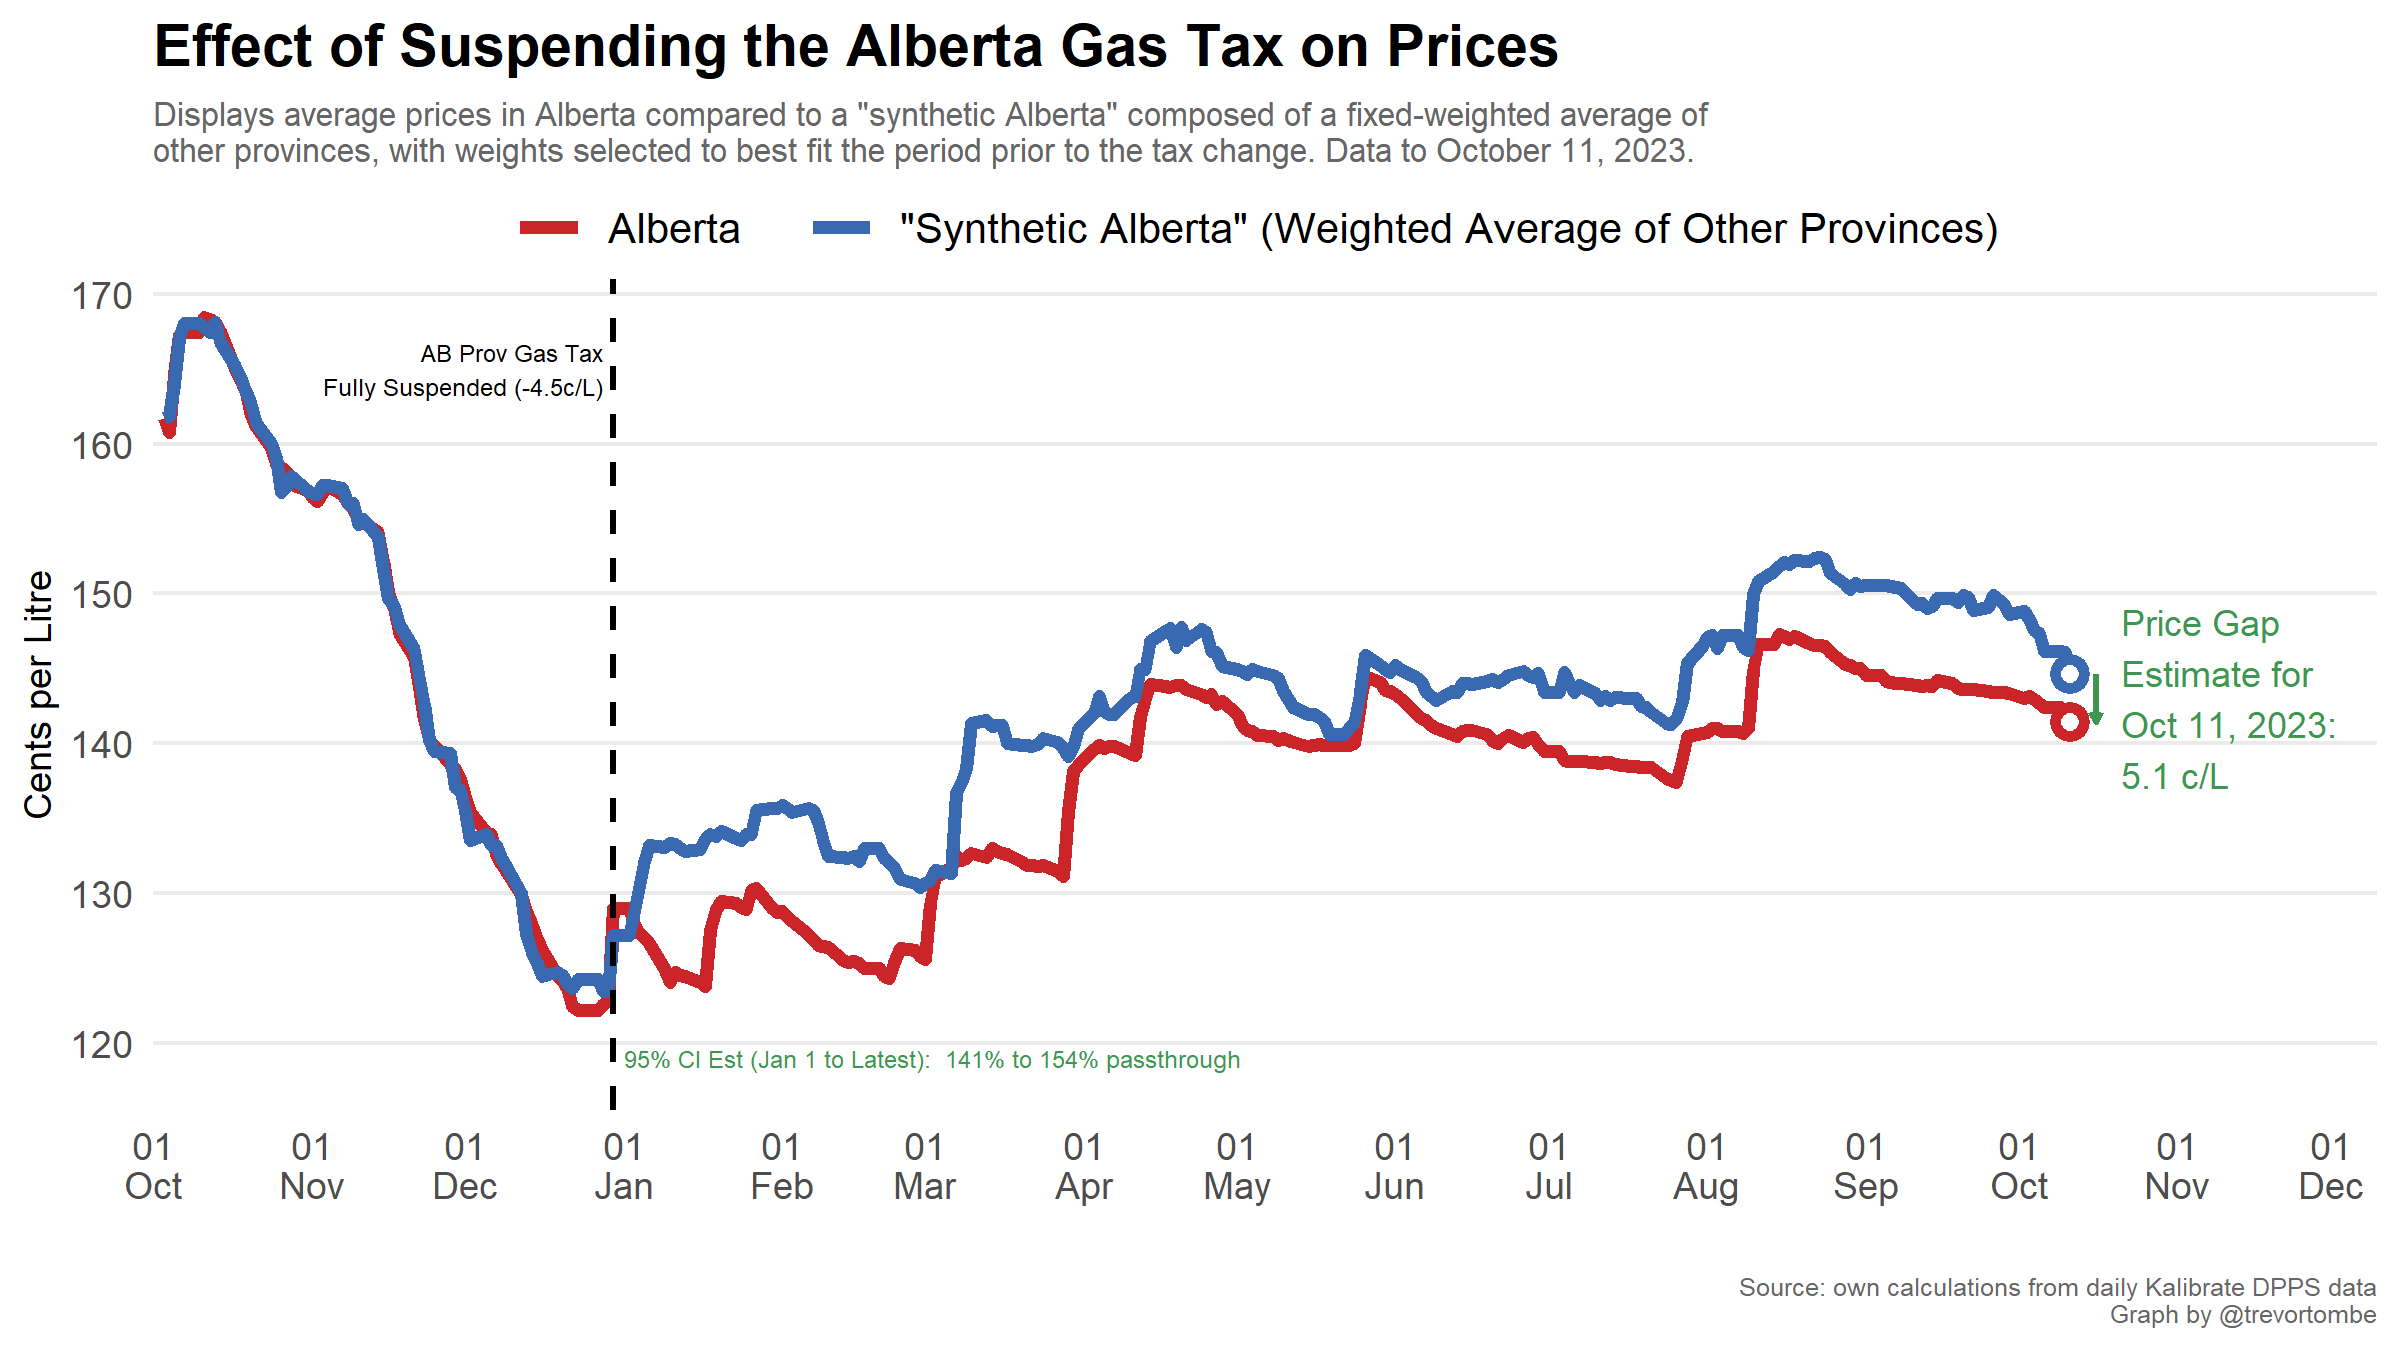 Effect of Suspending the Alberta Gas Tax on Prices
Displays average prices in Alberta compared to a "synthetic Alberta" composed of a fixed-weighted average of
other provinces, with weights selected to best fit the period prior to the tax change. Data to October 11, 2023.
Alberta
"Synthetic Alberta" (Weighted Average of Other Provinces)
Cents per Litre
170
160
150
140
130
120
AB Prov Gas Tax
Fully Suspended (-4.5c/L)
Price Gap
Estimate for
Oct 11, 2023:
5.1 c/L
95% CI Est (Jan 1 to Latest):  141% to 154% passthrough
01 01 01 01 01 01 01 01 01 01 01 01 01 01 01
Oct Nov Dec Jan Feb Mar Apr May Jun Jul Aug Sep Oct Nov Dec
Source: own calculations from daily Kalibrate DPPS data
Graph by @trevortombe